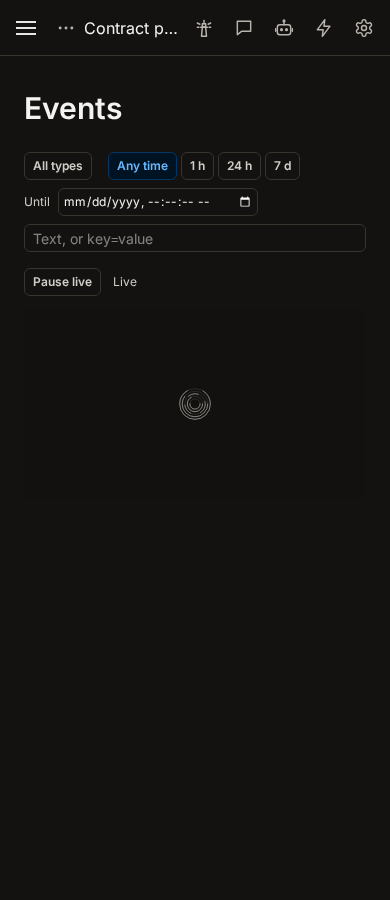 Contract p...
Events
All types Any time 1 h 24 h 7 d
Until mm/dd/yyyy, --:--:-- --
Text, or key=value
Pause live Live